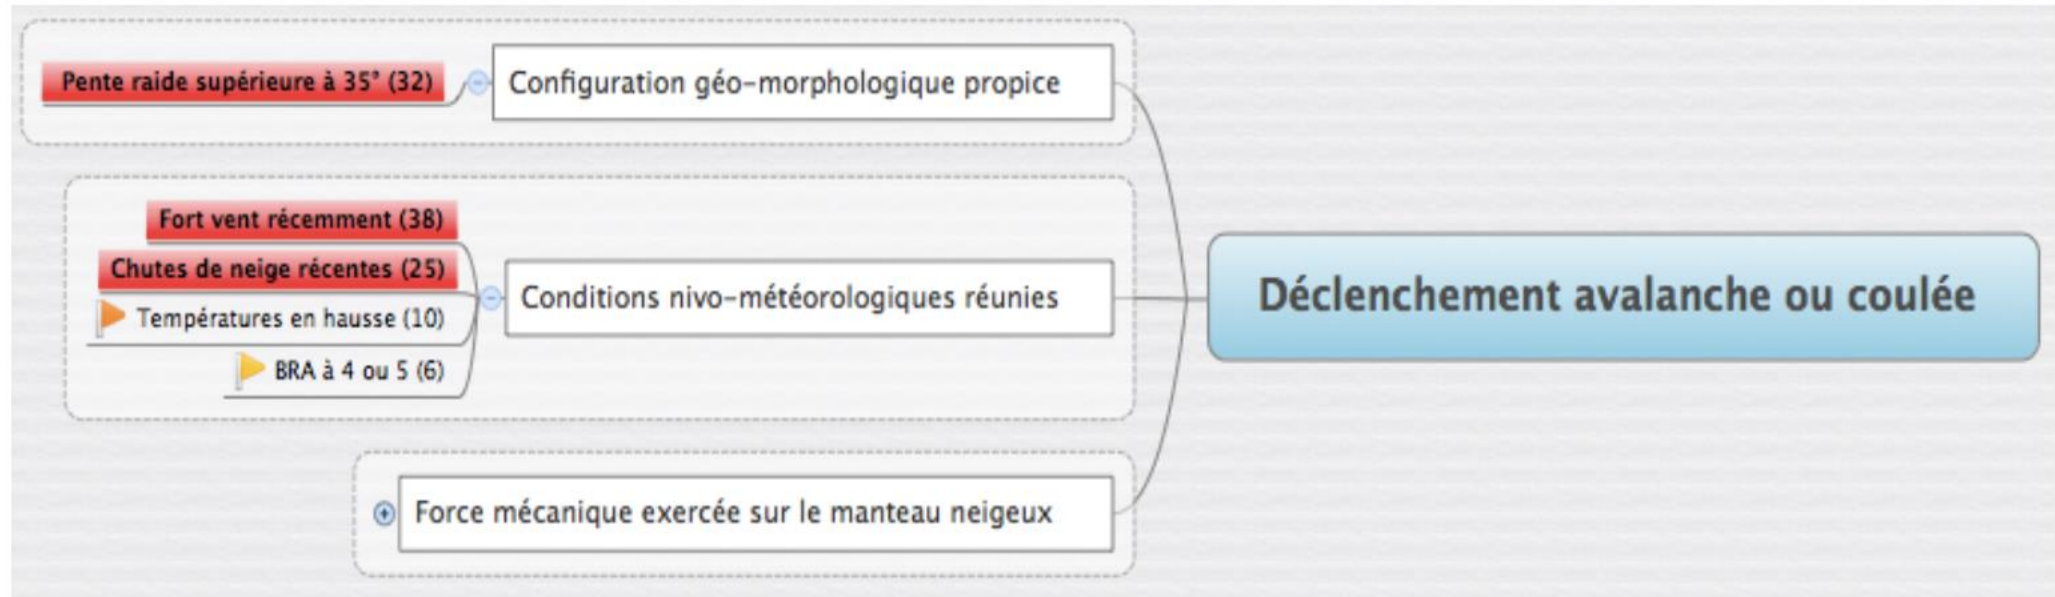 Pente raide supérieure à 35° (32)
Configuration géo-morphologique propice
Fort vent récemment (38)
Chutes de neige récentes (25)
Températures en hausse (10)
BRA à 4 ou 5 (6)
Conditions nivo-météorologiques réunies
Force mécanique exercée sur le manteau neigeux
Déclenchement avalanche ou coulée